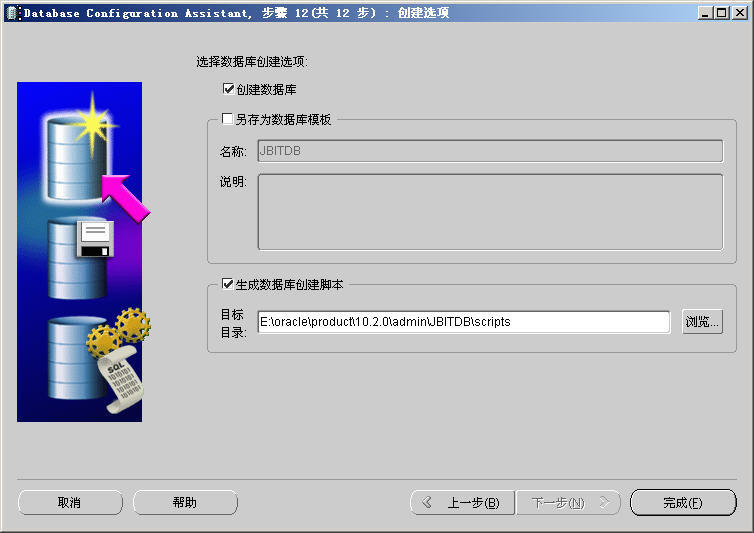 Database Configuration Assistant, 步骤 12(共 12 步) : 创建选项
选择数据库创建选项:
创建数据库
另存为数据库模板
名称: JBITDB
说明:
生成数据库创建脚本
目标
目录: E:\oracle\product\10.2.0\admin\JBITDB\scripts 浏览...
SQL
1010101
1010101
1010101
1010101
取消 帮助 上一步(B) 下一步(N) 完成(F)